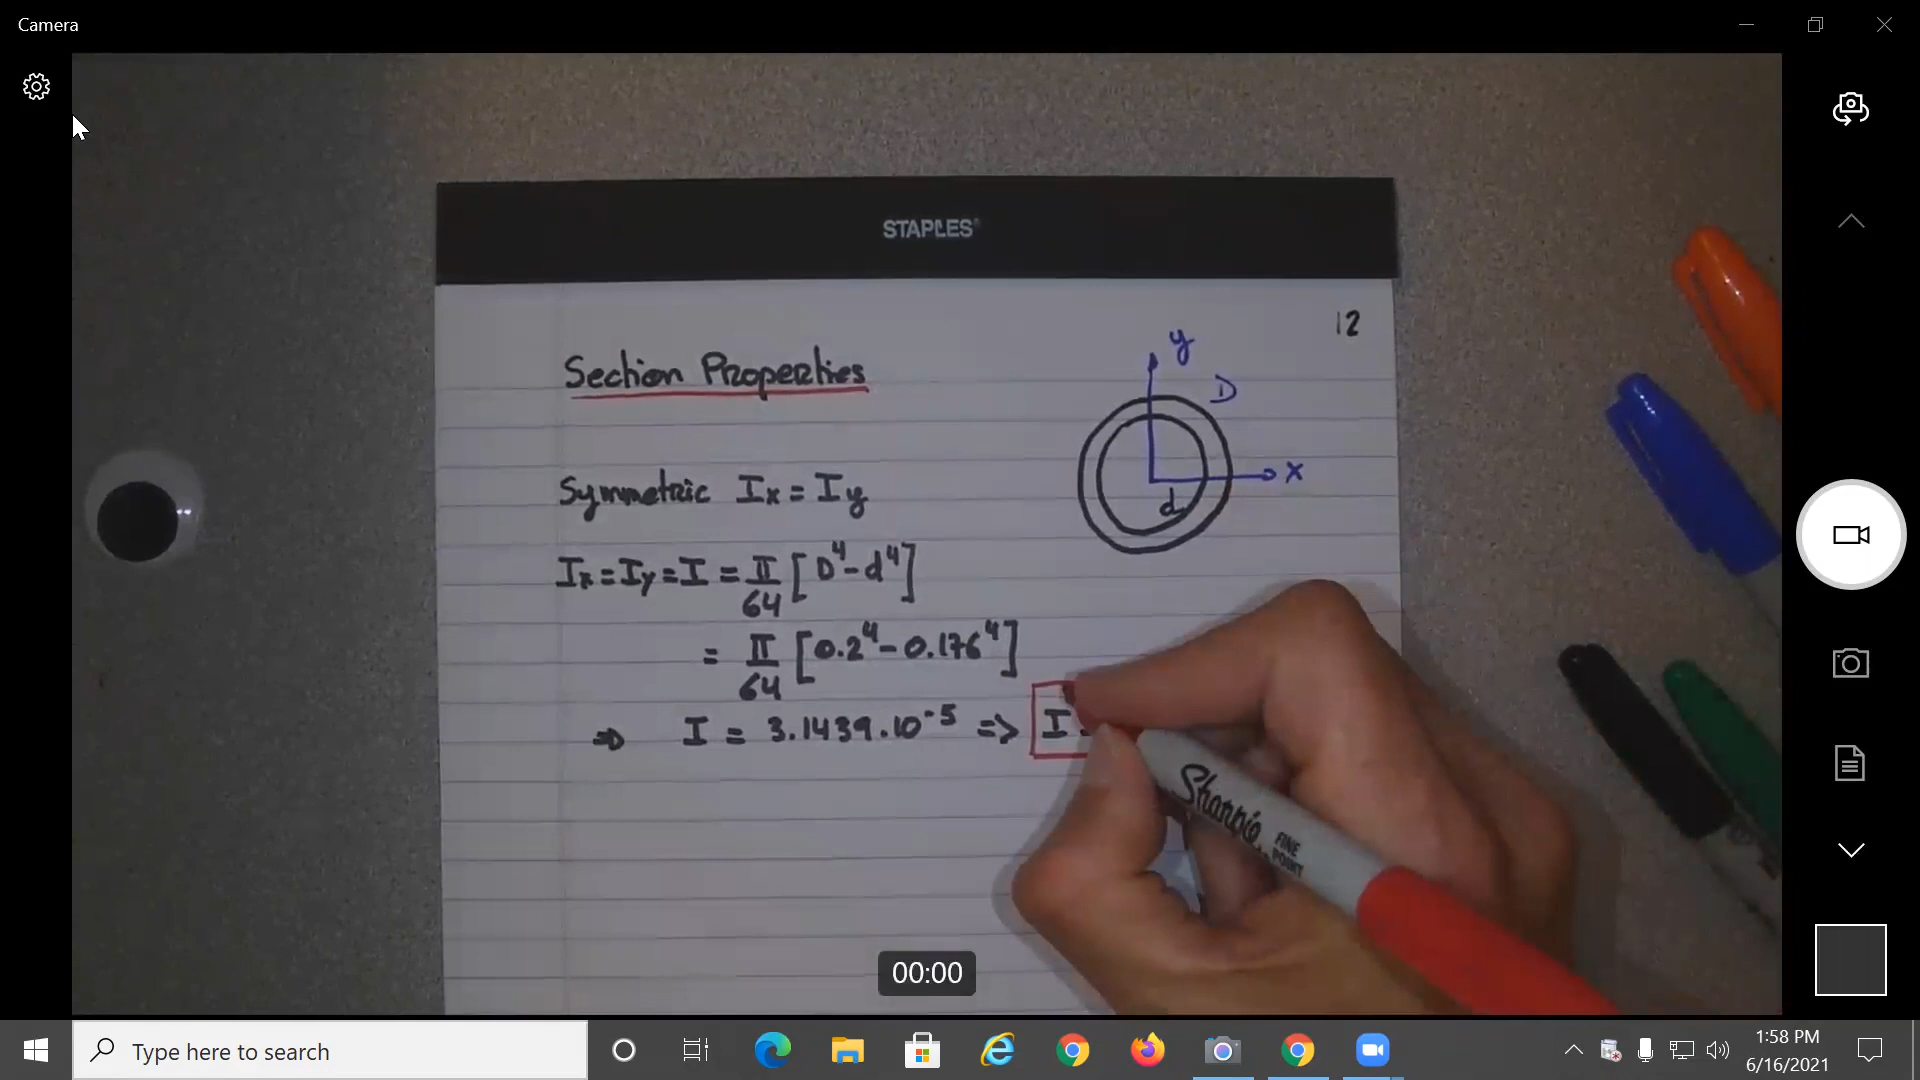 Camera
STAPLES
12
Section Properties
y
D
x
d
Symmetric Ix = Iy
Ix = Iy = I = π/64 [D⁴ - d⁴]
= π/64 [0.2⁴ - 0.176⁴]
⇒ I = 3.1439.10⁻⁵ => I =
Sharpie
FINE POINT
00:00
Type here to search
1:58 PM
6/16/2021